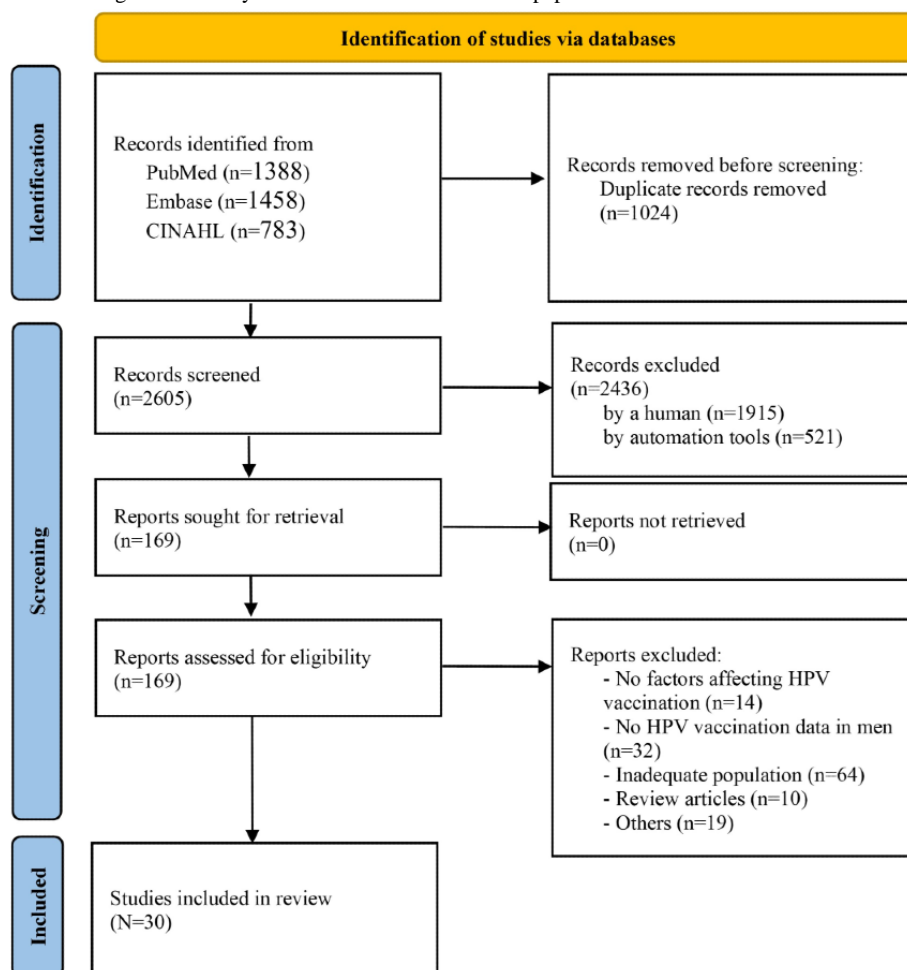 Identification of studies via databases
Identification
Records identified from
PubMed (n=1388)
Embase (n=1458)
CINAHL (n=783)
Records removed before screening:
Duplicate records removed
(n=1024)
Screening
Records screened
(n=2605)
Records excluded
(n=2436)
by a human (n=1915)
by automation tools (n=521)
Reports sought for retrieval
(n=169)
Reports not retrieved
(n=0)
Reports assessed for eligibility
(n=169)
Reports excluded:
- No factors affecting HPV
vaccination (n=14)
- No HPV vaccination data in men
(n=32)
- Inadequate population (n=64)
- Review articles (n=10)
- Others (n=19)
Included
Studies included in review
(N=30)